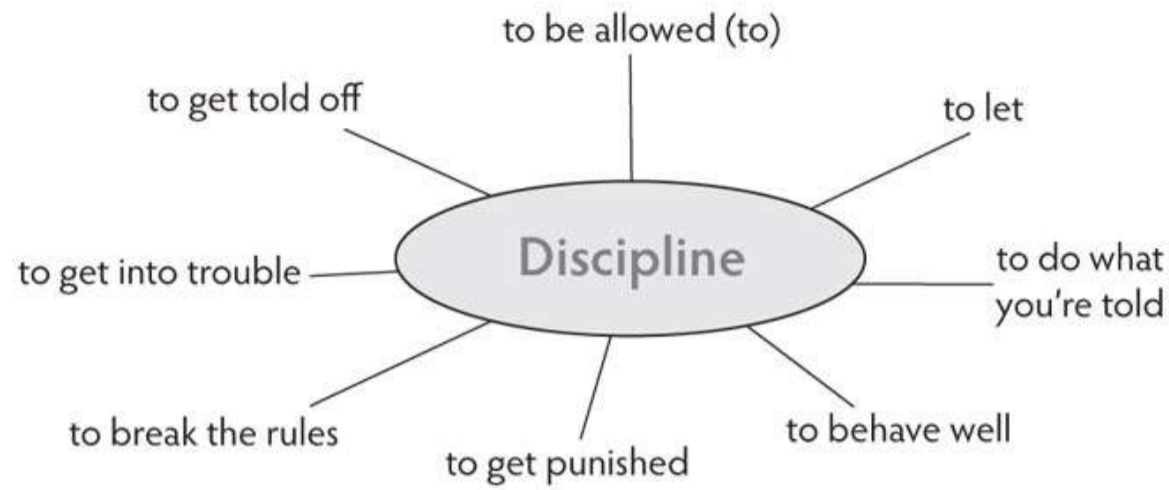 to be allowed (to)
to get told off
to let
Discipline
to get into trouble
to do what
you're told
to break the rules
to behave well
to get punished